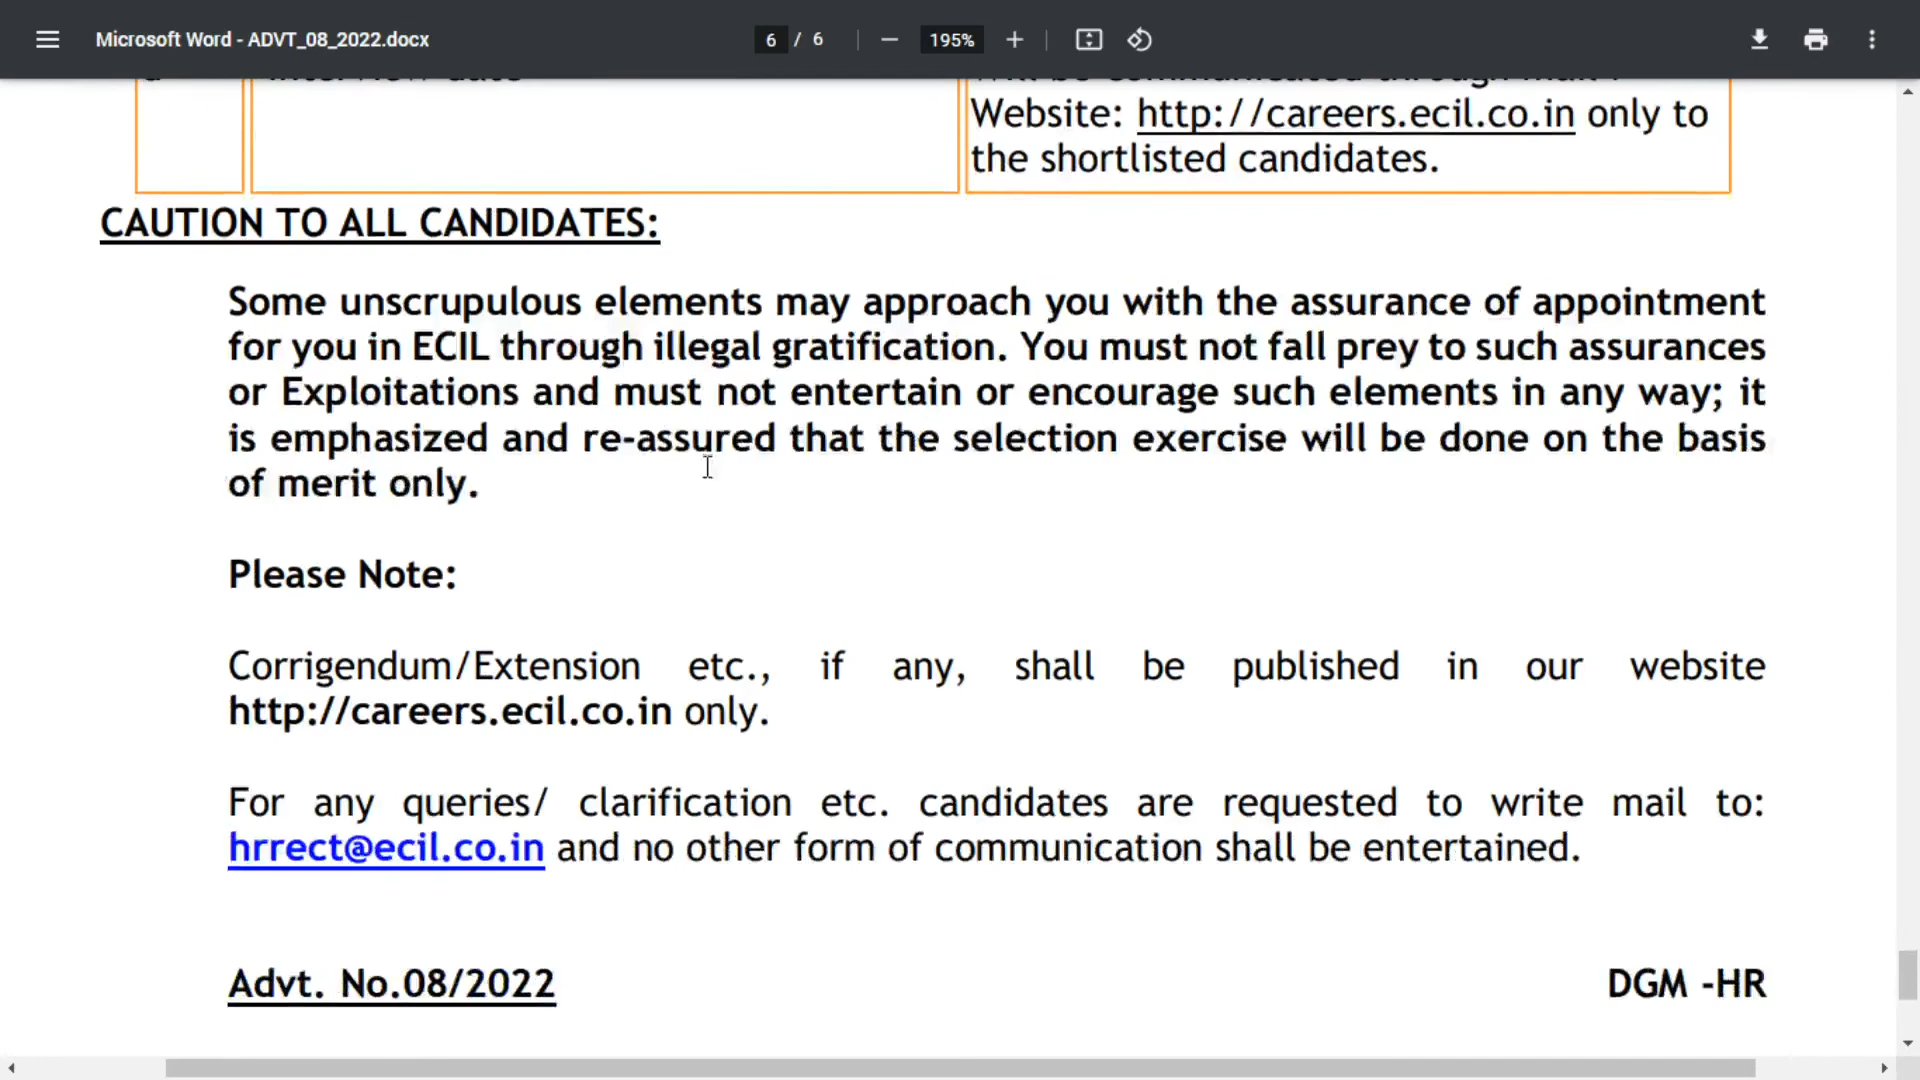 Microsoft Word - ADVT_08_2022.docx
6 / 6
195%
Website: http://careers.ecil.co.in only to
the shortlisted candidates.
CAUTION TO ALL CANDIDATES:
Some unscrupulous elements may approach you with the assurance of appointment
for you in ECIL through illegal gratification. You must not fall prey to such assurances
or Exploitations and must not entertain or encourage such elements in any way; it
is emphasized and re-assured that the selection exercise will be done on the basis
of merit only.
Please Note:
Corrigendum/Extension etc., if any, shall be published in our website
http://careers.ecil.co.in only.
For any queries/ clarification etc. candidates are requested to write mail to:
hrrect@ecil.co.in and no other form of communication shall be entertained.
Advt. No.08/2022
DGM -HR